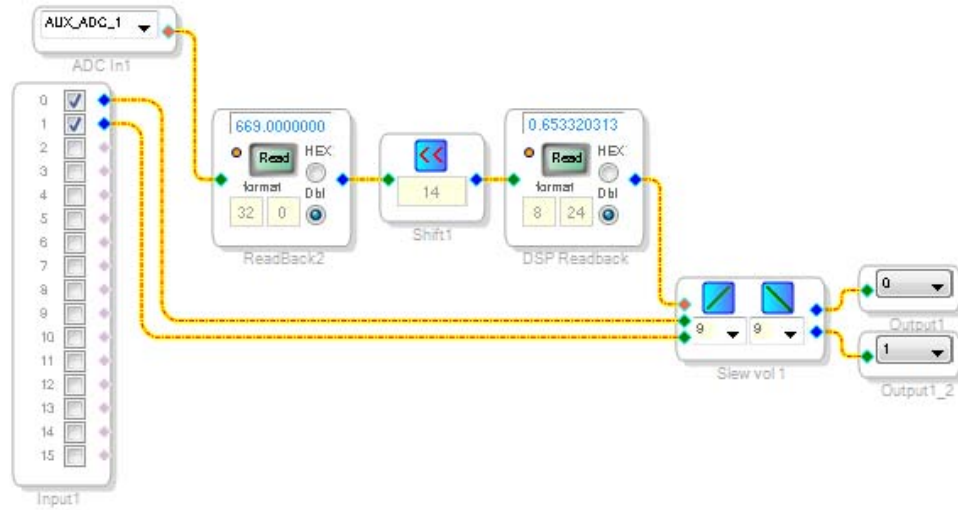 AUX_ADC_1
ADC In1
0
1
2
3
4
5
6
7
8
9
10
11
12
13
14
15
Input1
669.0000000
Read
HEX
format
Dbl
32 0
ReadBack2
<<
14
Shift1
0.653320313
Read
HEX
format
Dbl
8 24
DSP Readback
9 9
Slew vol 1
0
Output1
1
Output1_2